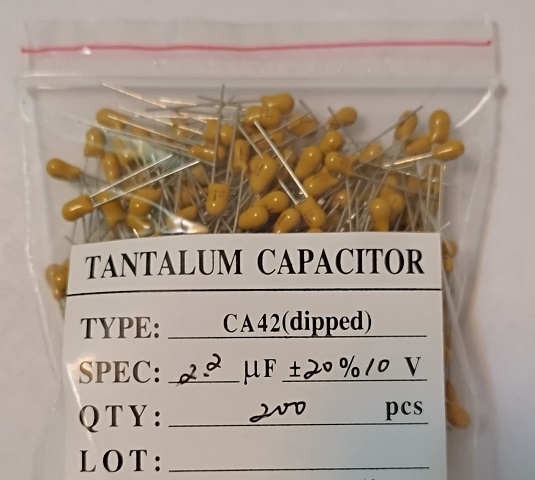 TANTALUM CAPACITOR
TYPE: CA42(dipped)
SPEC: 2.2 μF ±20%10 V
QTY: 200 pcs
LOT: